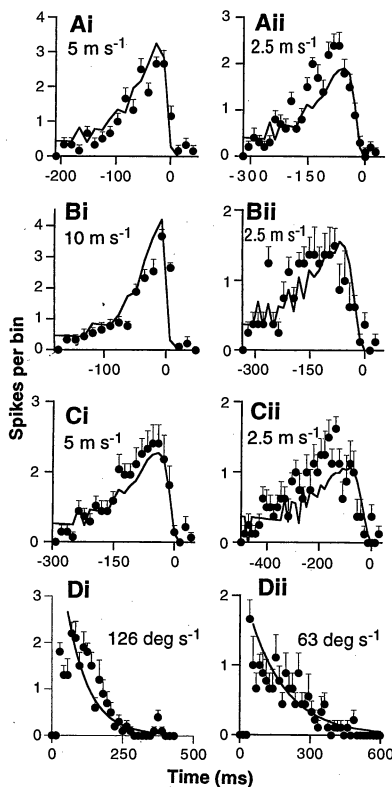 Ai
5 m s-1
4
3
2
1
0
-200
-100
0
Aii
2.5 m s-1
3
2
1
0
-300
-150
0
Bi
10 m s-1
4
3
2
1
0
-100
0
Bii
2.5 m s-1
2
1
0
-300
-150
0
Ci
5 m s-1
3
2
0
-300
-150
0
Cii
2.5 m s-1
2
1
0
-400
-200
0
Di
126 deg s-1
3
2
1
0
0
250
500
Dii
63 deg s-1
2
1
0
0
300
600
Spikes per bin
Time (ms)